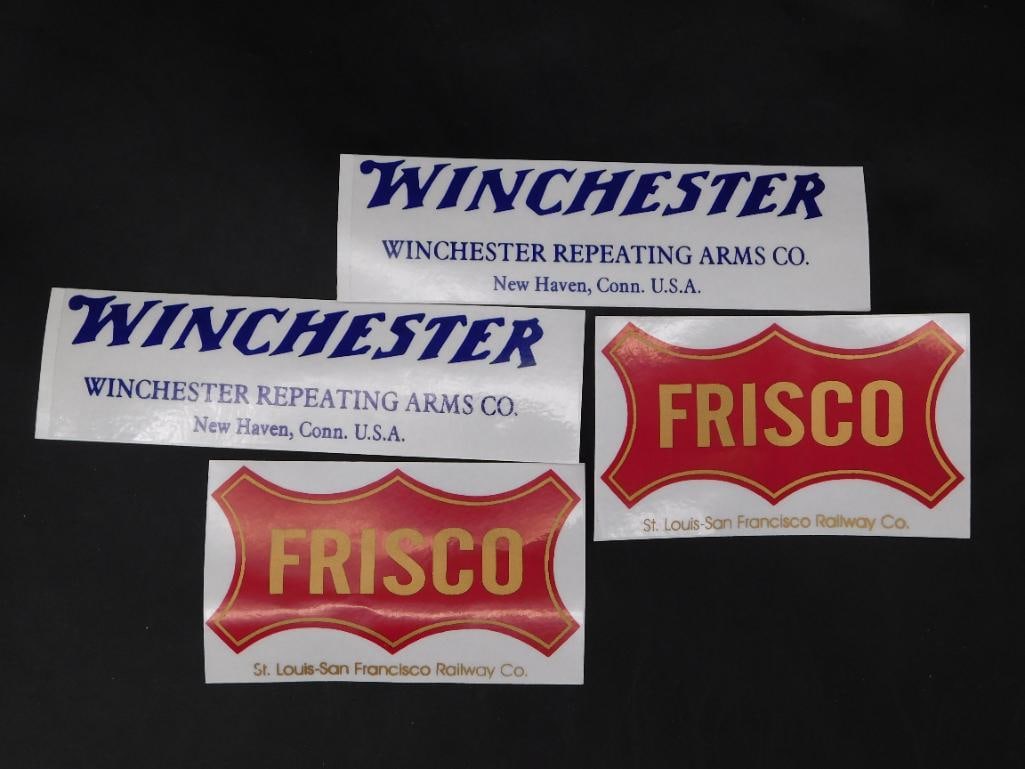 WINCHESTER
WINCHESTER REPEATING ARMS CO.
New Haven, Conn. U.S.A.
WINCHESTER
WINCHESTER REPEATING ARMS CO.
New Haven, Conn. U.S.A.
FRISCO
St. Louis-San Francisco Railway Co.
FRISCO
St. Louis-San Francisco Railway Co.